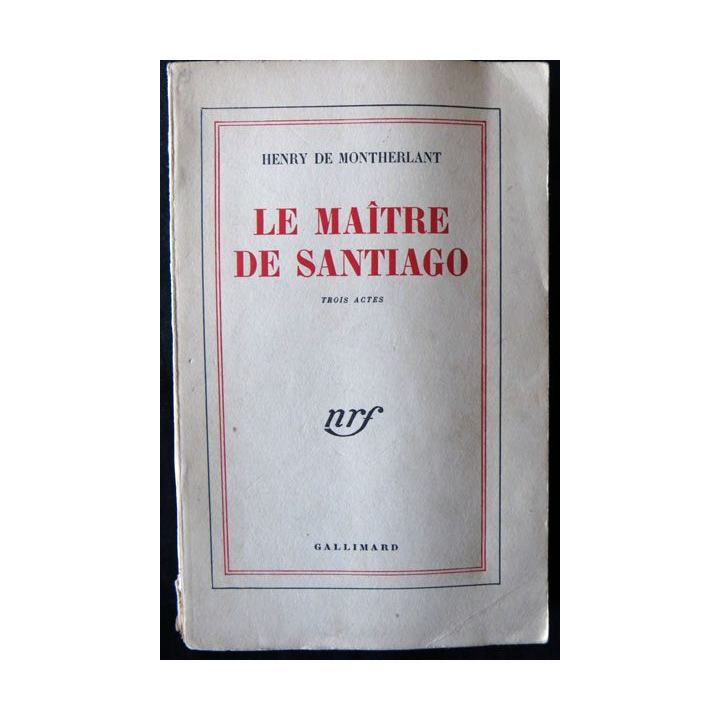 HENRY DE MONTHERLANT
LE MAÎTRE
DE SANTIAGO
TROIS ACTES
nrf
GALLIMARD